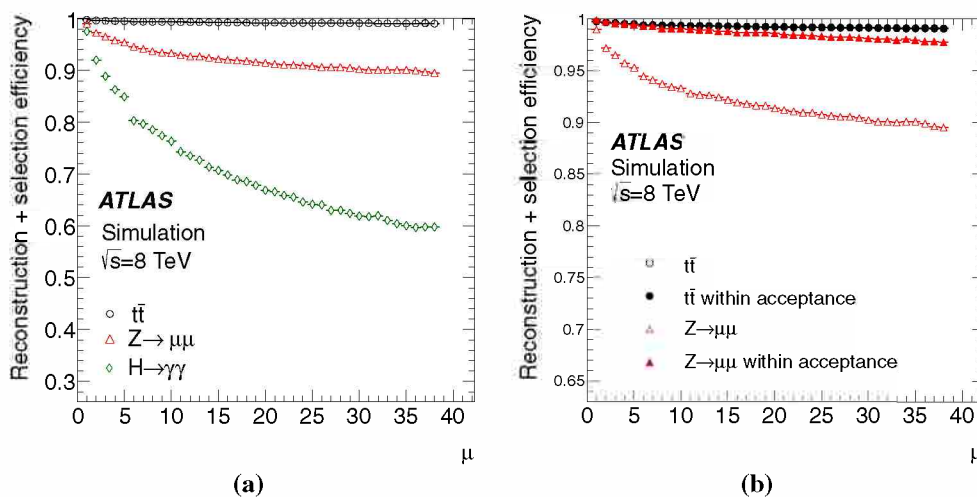 Reconstruction + selection efficiency
1
0.9
0.8
0.7
0.6
0.5
0.4
0.3
ATLAS
Simulation
√s=8 TeV
tt̄
Z→ μμ
H→γγ
0 5 10 15 20 25 30 35 40
μ
(a)
Reconstruction + selection efficiency
1
0.95
0.9
0.85
0.8
0.75
0.7
0.65
ATLAS
Simulation
√s=8 TeV
tt̄
tt̄ within acceptance
Z→μμ
Z→μμ within acceptance
0 5 10 15 20 25 30 35 40
μ
(b)